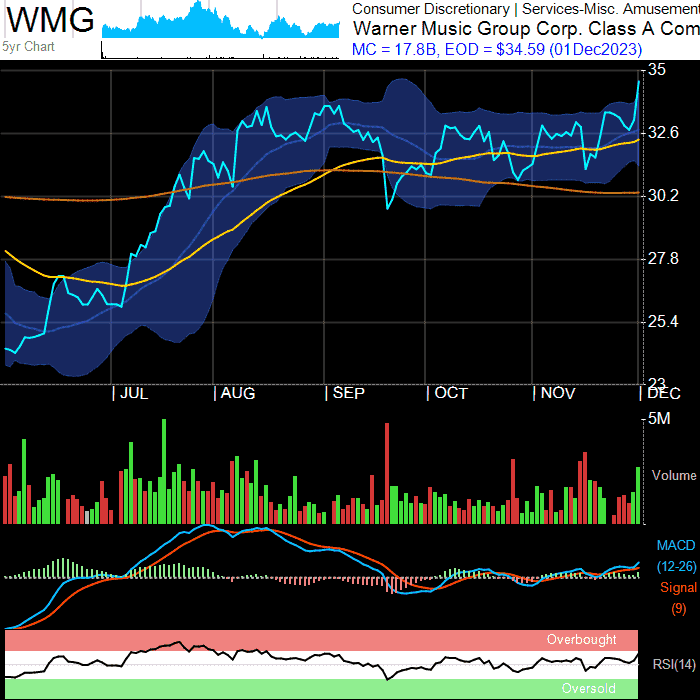 WMG
5yr Chart
Consumer Discretionary | Services-Misc. Amusement
Warner Music Group Corp. Class A Com
MC = 17.8B, EOD = $34.59 (01Dec2023)
35
32.6
30.2
27.8
25.4
23
JUL
AUG
SEP
OCT
NOV
DEC
5M
Volume
MACD
(12-26)
Signal
(9)
Overbought
RSI(14)
Oversold